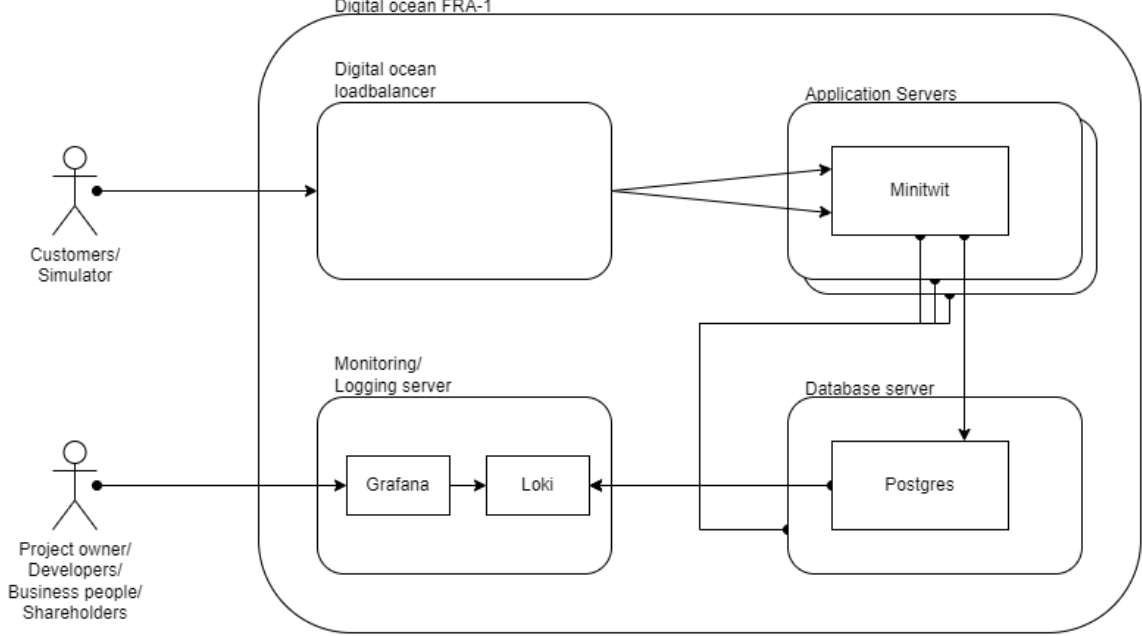 Digital ocean FRA-1
Digital ocean
loadbalancer
Application Servers
Minitwit
Customers/
Simulator
Monitoring/
Logging server
Database server
Grafana
Loki
Postgres
Project owner/
Developers/
Business people/
Shareholders